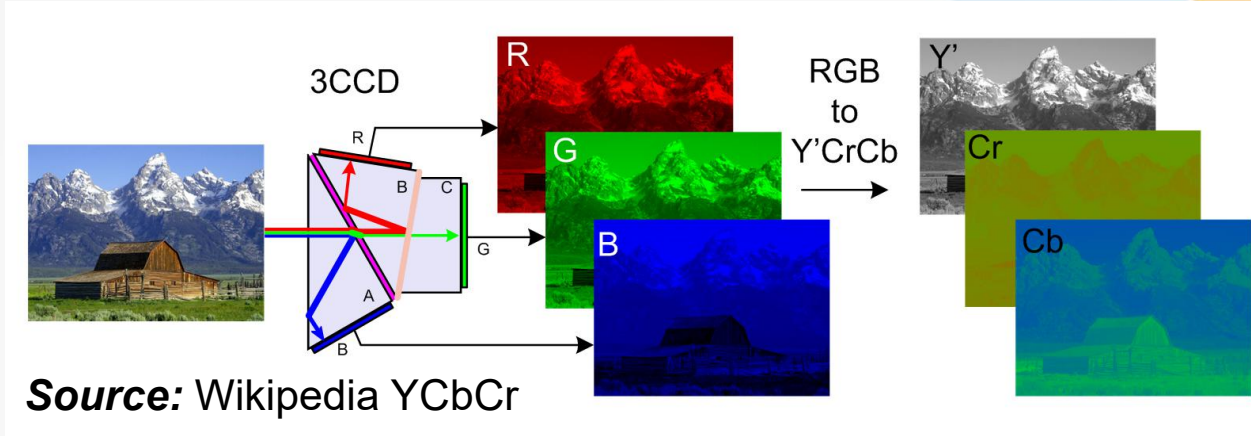 3CCD
R
B
C
A
G
B
R
G
B
RGB
to
Y'CrCb
Y'
Cr
Cb
Source: Wikipedia YCbCr